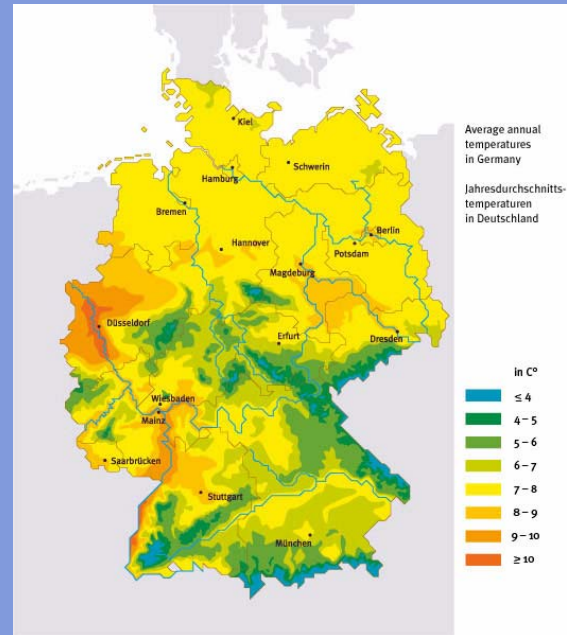 Kiel
Schwerin
Hamburg
Bremen
Berlin
Hannover
Potsdam
Magdeburg
Düsseldorf
Erfurt
Dresden
Wiesbaden
Mainz
Saarbrücken
Stuttgart
München
Average annual
temperatures
in Germany
Jahresdurchschnitts-
temperaturen
in Deutschland
in C°
≤ 4
4 – 5
5 – 6
6 – 7
7 – 8
8 – 9
9 – 10
≥ 10